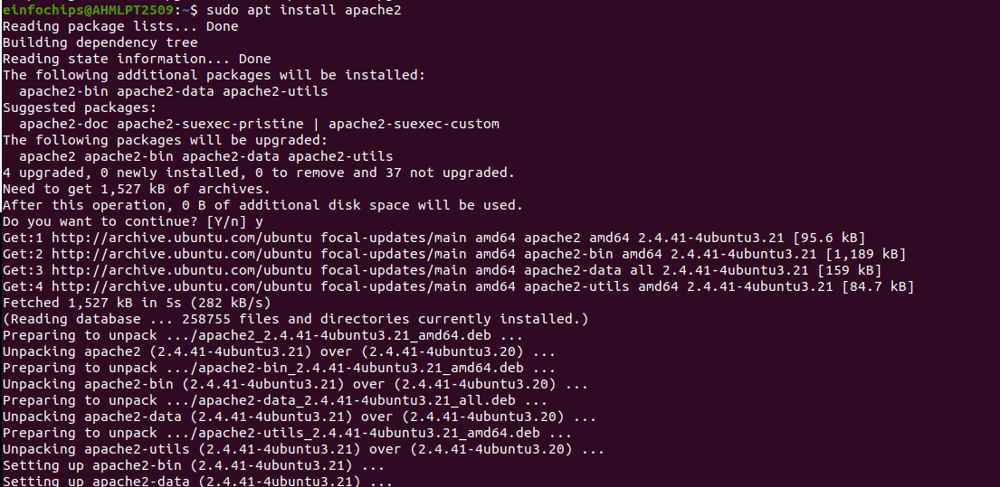 einfochips@AHMLPT2509:~$ sudo apt install apache2
Reading package lists... Done
Building dependency tree
Reading state information... Done
The following additional packages will be installed:
  apache2-bin apache2-data apache2-utils
Suggested packages:
  apache2-doc apache2-suexec-pristine | apache2-suexec-custom
The following packages will be upgraded:
  apache2 apache2-bin apache2-data apache2-utils
4 upgraded, 0 newly installed, 0 to remove and 37 not upgraded.
Need to get 1,527 kB of archives.
After this operation, 0 B of additional disk space will be used.
Do you want to continue? [Y/n] y
Get:1 http://archive.ubuntu.com/ubuntu focal-updates/main amd64 apache2 amd64 2.4.41-4ubuntu3.21 [95.6 kB]
Get:2 http://archive.ubuntu.com/ubuntu focal-updates/main amd64 apache2-bin amd64 2.4.41-4ubuntu3.21 [1,189 kB]
Get:3 http://archive.ubuntu.com/ubuntu focal-updates/main amd64 apache2-data all 2.4.41-4ubuntu3.21 [159 kB]
Get:4 http://archive.ubuntu.com/ubuntu focal-updates/main amd64 apache2-utils amd64 2.4.41-4ubuntu3.21 [84.7 kB]
Fetched 1,527 kB in 5s (282 kB/s)
(Reading database ... 258755 files and directories currently installed.)
Preparing to unpack .../apache2_2.4.41-4ubuntu3.21_amd64.deb ...
Unpacking apache2 (2.4.41-4ubuntu3.21) over (2.4.41-4ubuntu3.20) ...
Preparing to unpack .../apache2-bin_2.4.41-4ubuntu3.21_amd64.deb ...
Unpacking apache2-bin (2.4.41-4ubuntu3.21) over (2.4.41-4ubuntu3.20) ...
Preparing to unpack .../apache2-data_2.4.41-4ubuntu3.21_all.deb ...
Unpacking apache2-data (2.4.41-4ubuntu3.21) over (2.4.41-4ubuntu3.20) ...
Preparing to unpack .../apache2-utils_2.4.41-4ubuntu3.21_amd64.deb ...
Unpacking apache2-utils (2.4.41-4ubuntu3.21) over (2.4.41-4ubuntu3.20) ...
Setting up apache2-bin (2.4.41-4ubuntu3.21) ...
Setting up apache2-data (2.4.41-4ubuntu3.21) ...